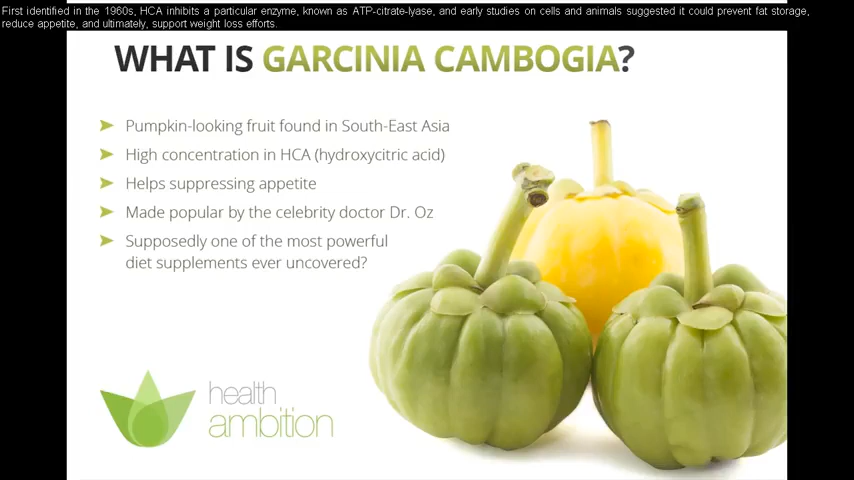 First identified in the 1960s, HCA inhibits a particular enzyme, known as ATP-citrate-lyase, and early studies on cells and animals suggested it could prevent fat storage,
reduce appetite, and ultimately, support weight loss efforts.
WHAT IS GARCINIA CAMBOGIA?
Pumpkin-looking fruit found in South-East Asia
High concentration in HCA (hydroxycitric acid)
Helps suppressing appetite
Made popular by the celebrity doctor Dr. Oz
Supposedly one of the most powerful
diet supplements ever uncovered?
health
ambition